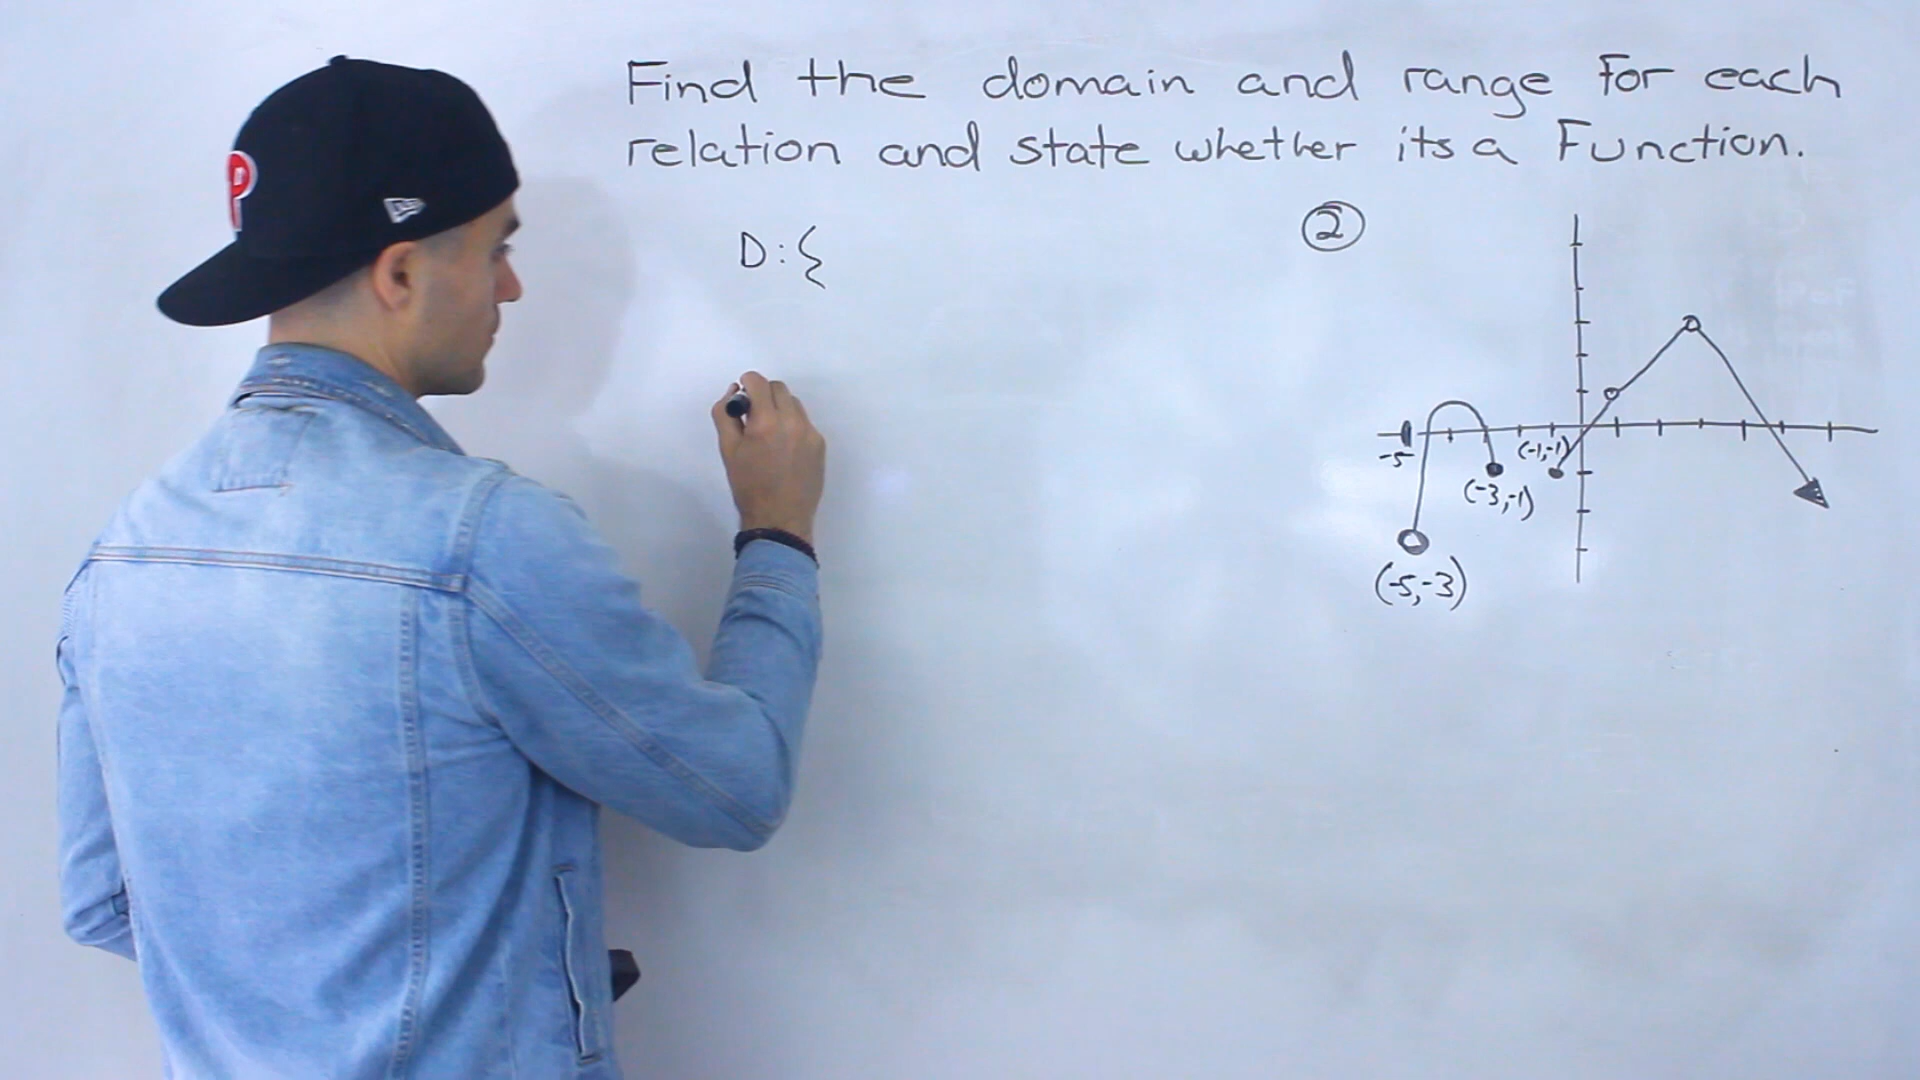 Find the domain and range for each
relation and state whether its a Function.
D:{
2
-5
(-1,-1)
(-3,-1)
(-5,-3)
P